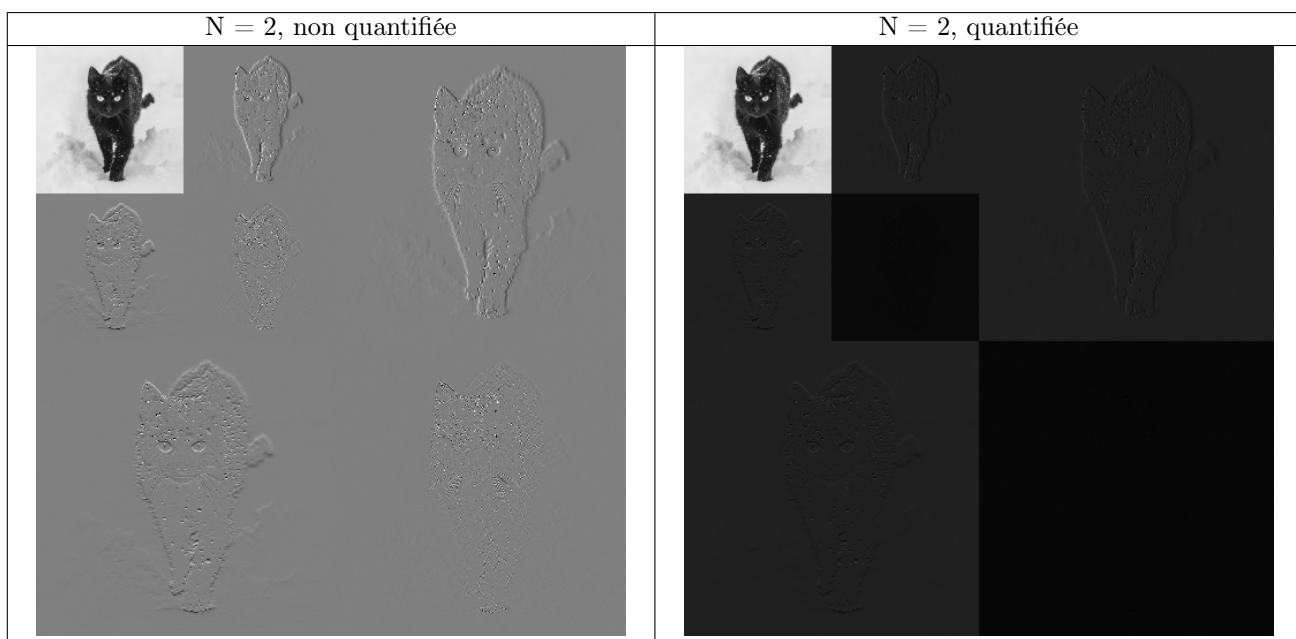 N = 2, non quantifiée
N = 2, quantifiée